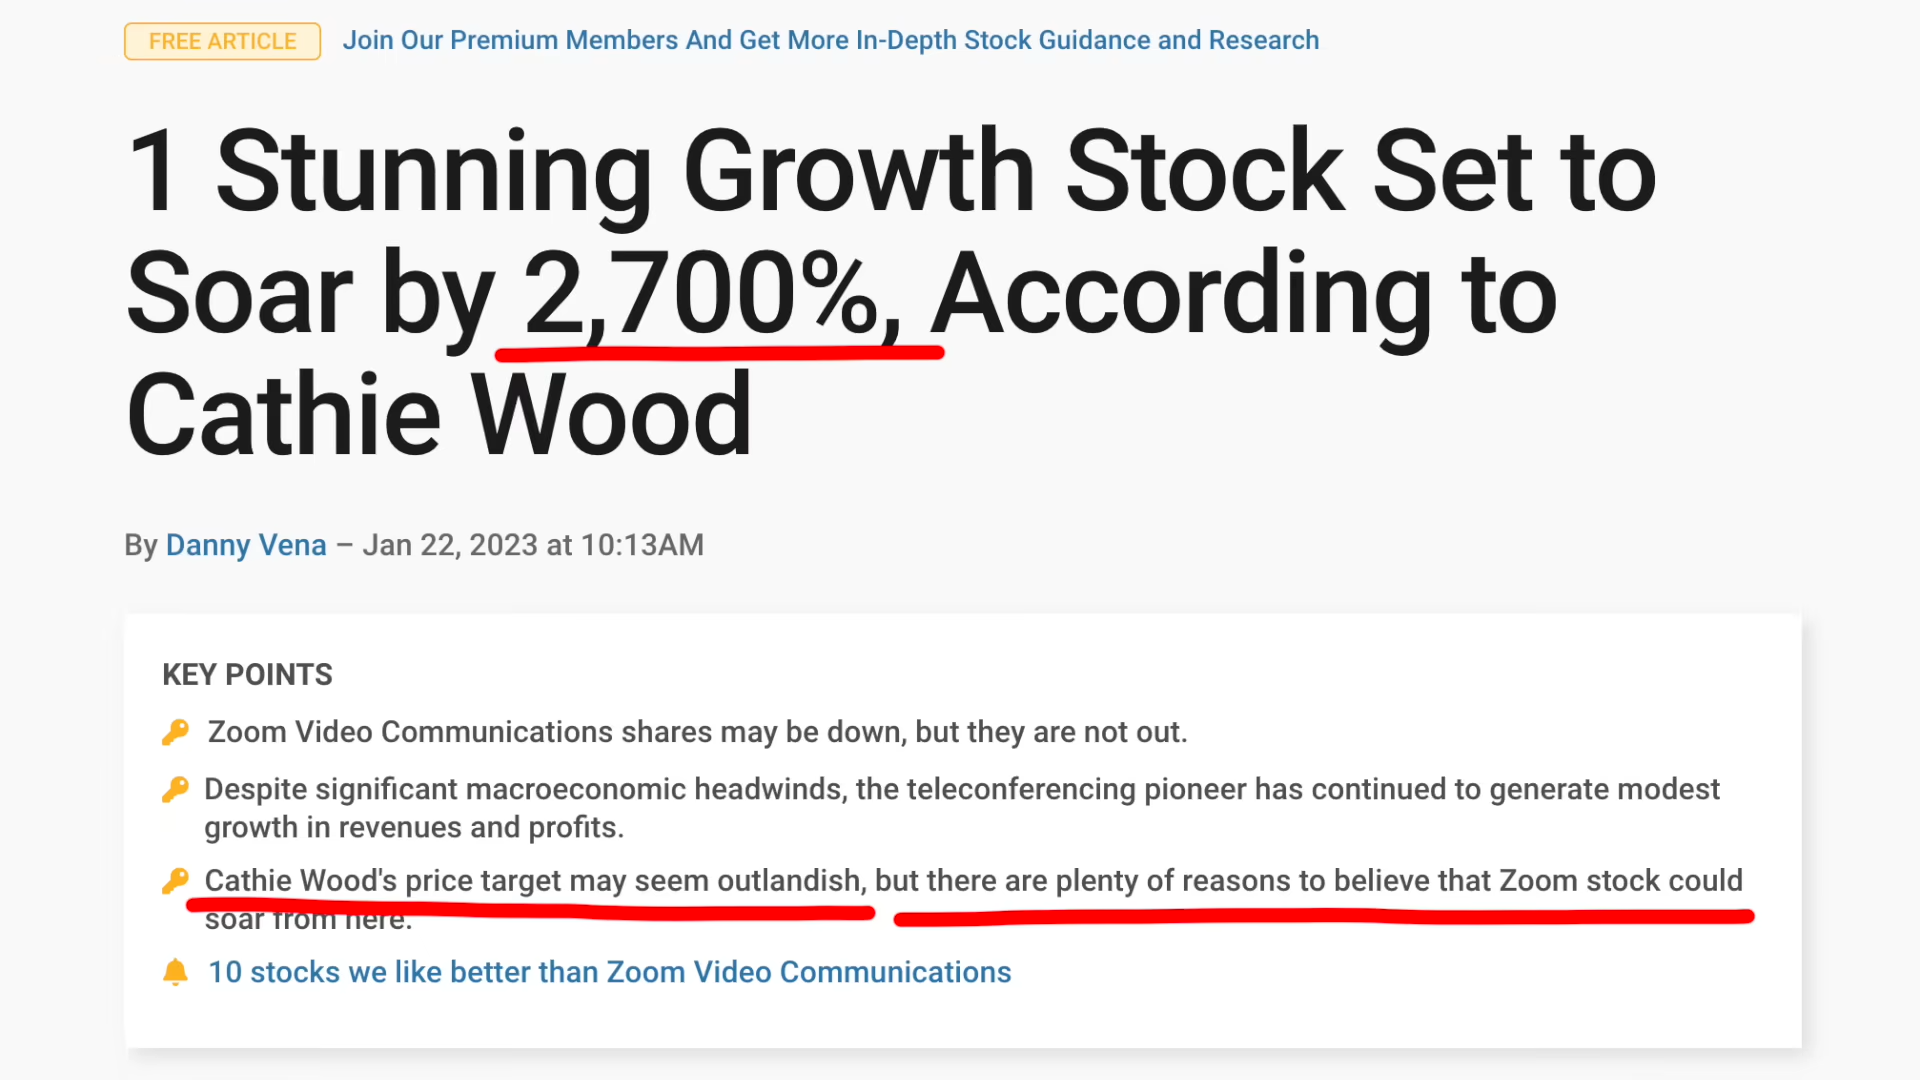 FREE ARTICLE Join Our Premium Members And Get More In-Depth Stock Guidance and Research
1 Stunning Growth Stock Set to
Soar by 2,700%, According to
Cathie Wood
By Danny Vena – Jan 22, 2023 at 10:13AM
KEY POINTS
Zoom Video Communications shares may be down, but they are not out.
Despite significant macroeconomic headwinds, the teleconferencing pioneer has continued to generate modest
growth in revenues and profits.
Cathie Wood's price target may seem outlandish, but there are plenty of reasons to believe that Zoom stock could
soar from here.
10 stocks we like better than Zoom Video Communications